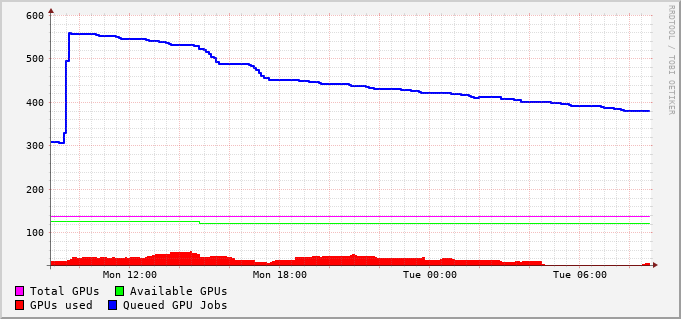 600
500
400
300
200
100
Mon 12:00 Mon 18:00 Tue 00:00 Tue 06:00
Total GPUs Available GPUs
GPUs used Queued GPU Jobs
RRDTOOL / TOBI OETIKER